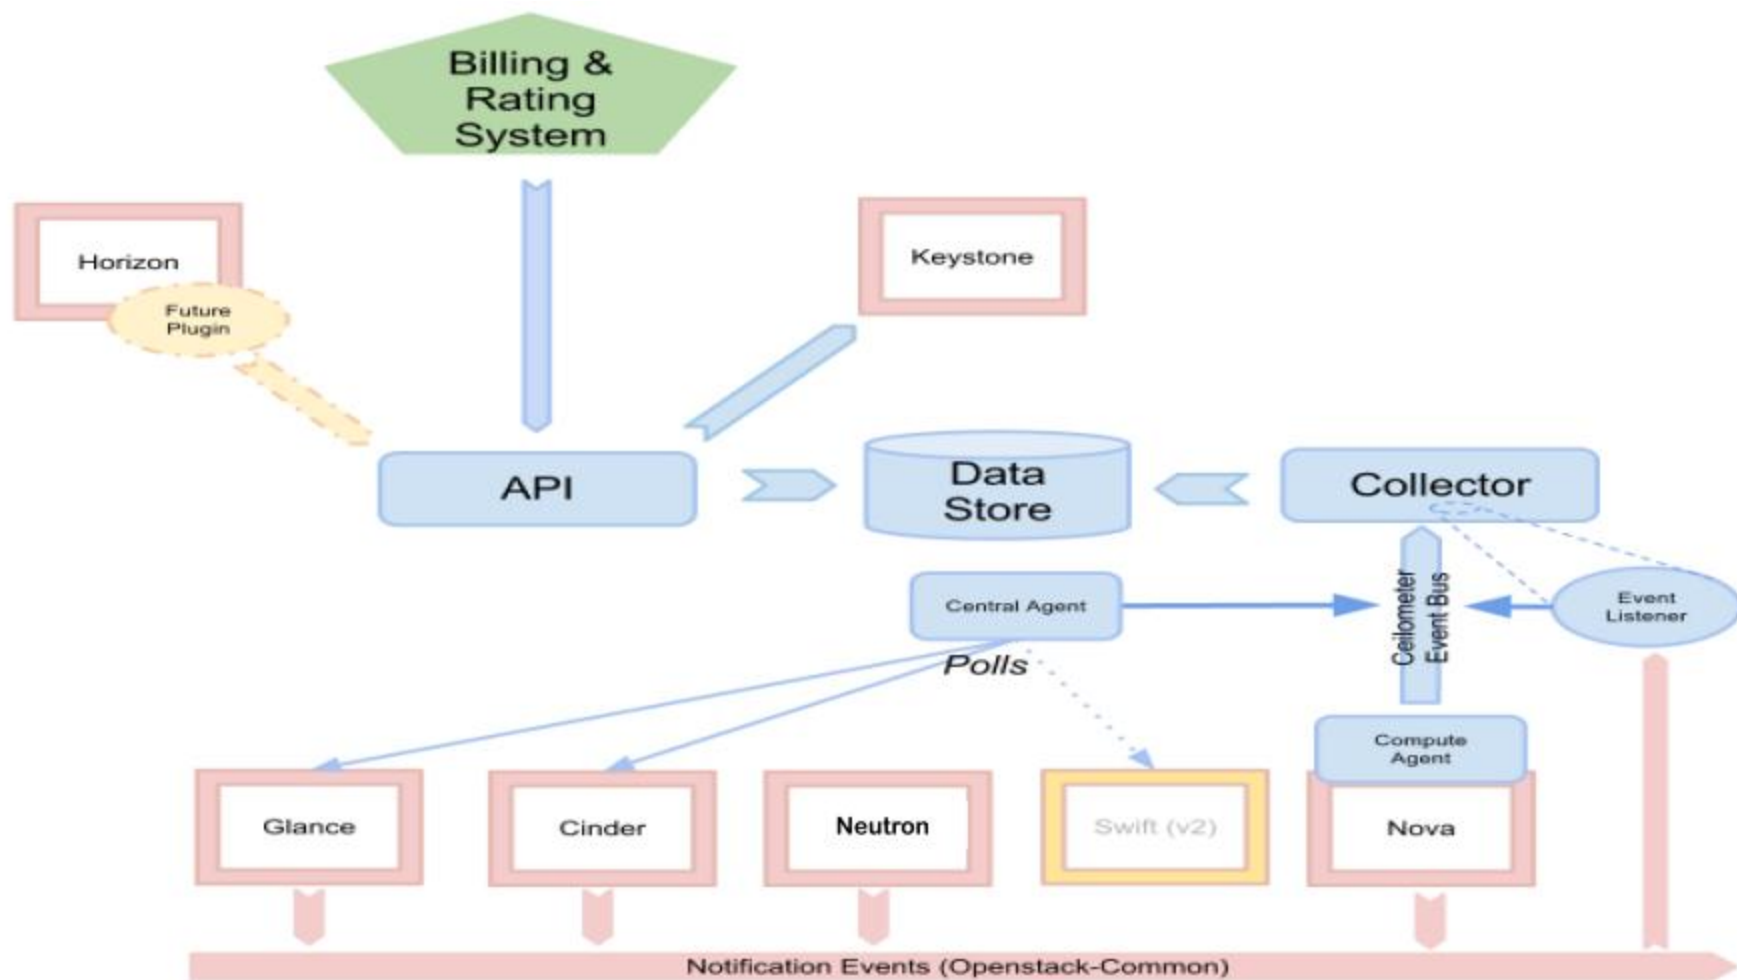 Billing &
Rating
System
Horizon
Keystone
Future
Plugin
API
Data
Store
Collector
Central Agent
Ceilometer
Event Bus
Event
Listener
Polls
Compute
Agent
Glance
Cinder
Neutron
Swift (v2)
Nova
Notification Events (Openstack-Common)